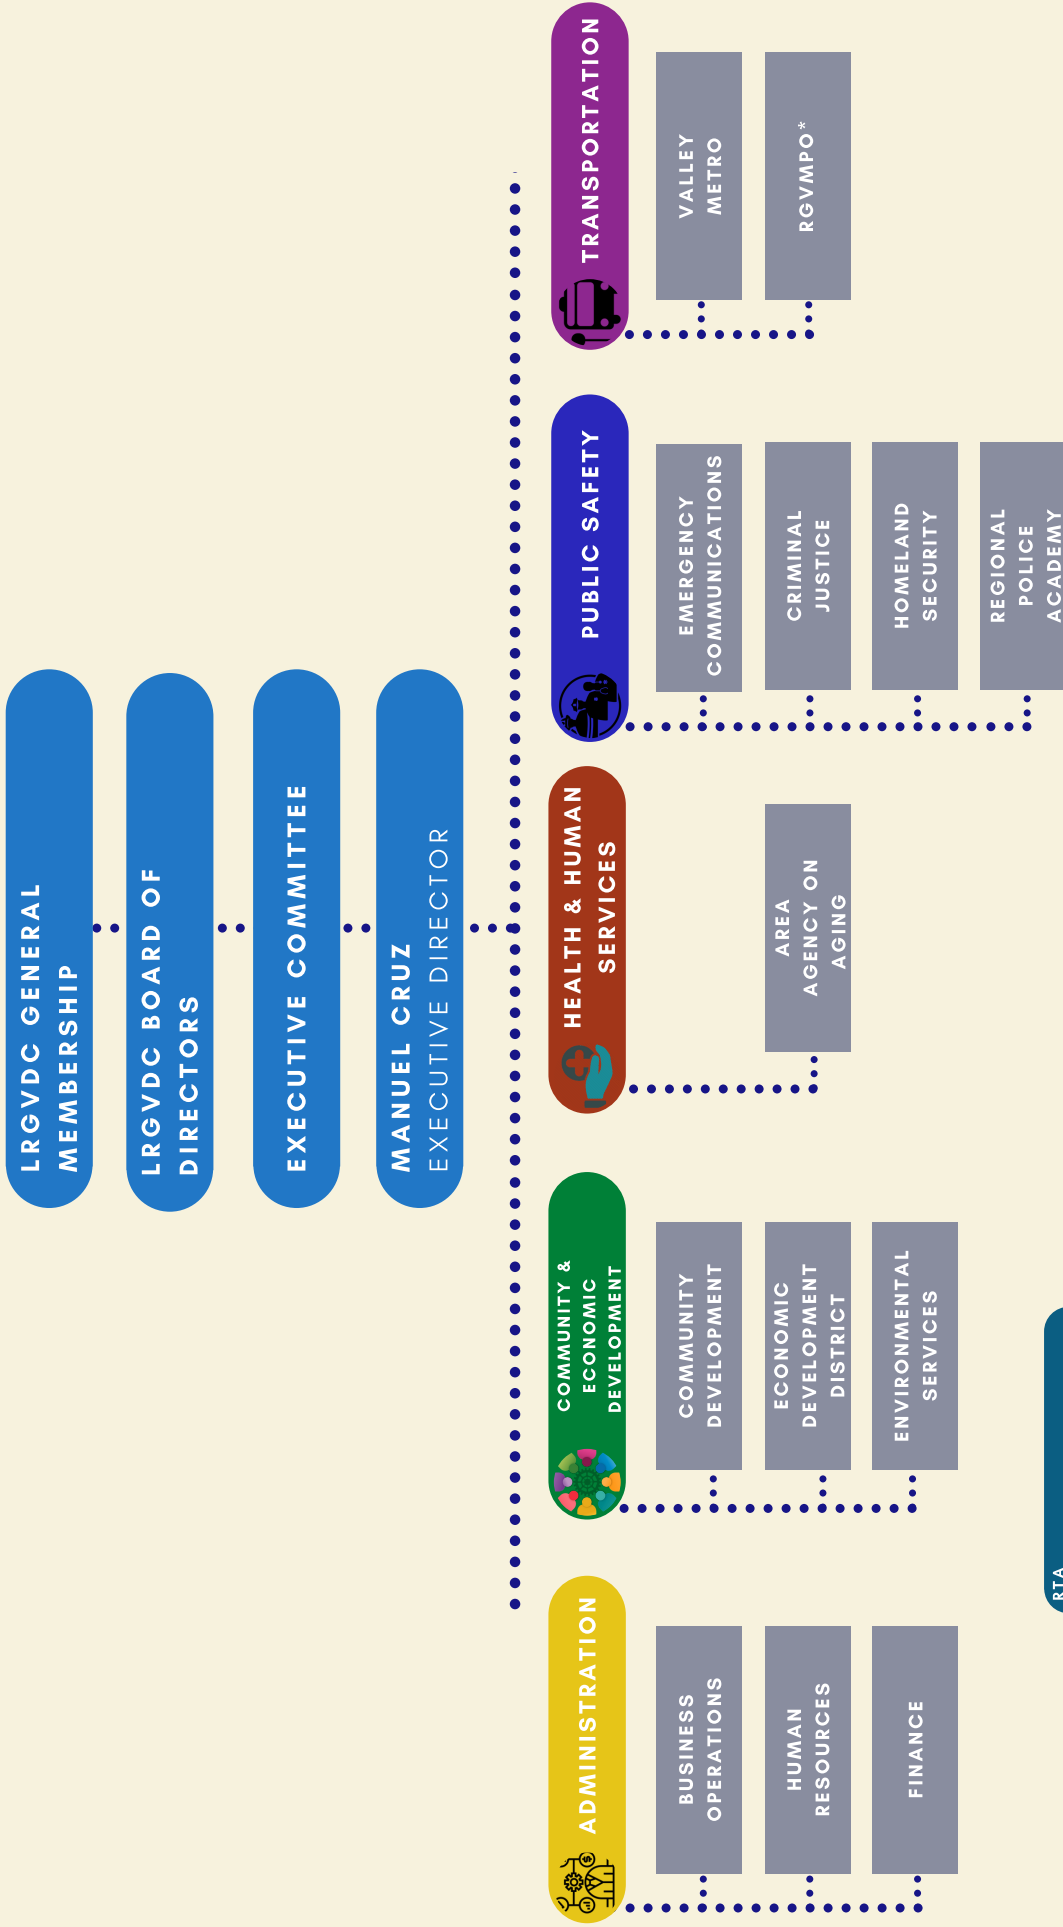 LRGVDC GENERAL
MEMBERSHIP
LRGVDC BOARD OF
DIRECTORS
EXECUTIVE COMMITTEE
MANUEL CRUZ
EXECUTIVE DIRECTOR
ADMINISTRATION
BUSINESS
OPERATIONS
HUMAN
RESOURCES
FINANCE
COMMUNITY &
ECONOMIC
DEVELOPMENT
COMMUNITY
DEVELOPMENT
ECONOMIC
DEVELOPMENT
DISTRICT
ENVIRONMENTAL
SERVICES
HEALTH & HUMAN
SERVICES
AREA
AGENCY ON
AGING
PUBLIC SAFETY
EMERGENCY
COMMUNICATIONS
CRIMINAL
JUSTICE
HOMELAND
SECURITY
REGIONAL
POLICE
ACADEMY
TRANSPORTATION
VALLEY
METRO
RGVMPO*
RTA